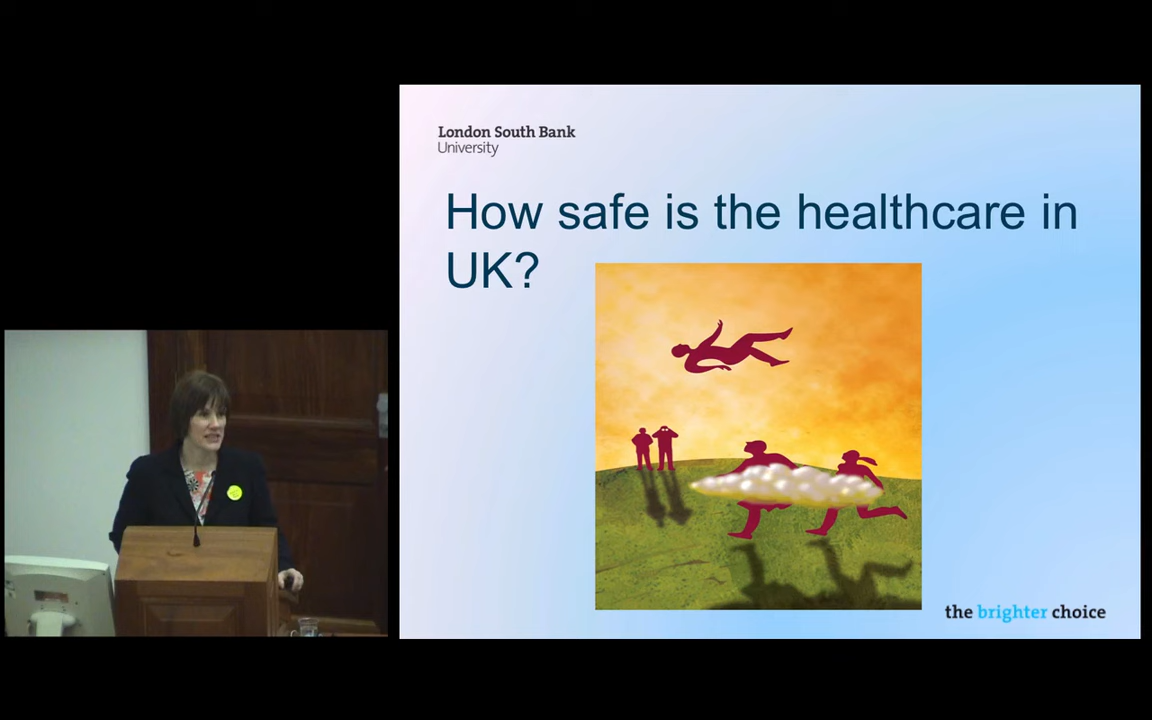 London South Bank
University
How safe is the healthcare in
UK?
the brighter choice